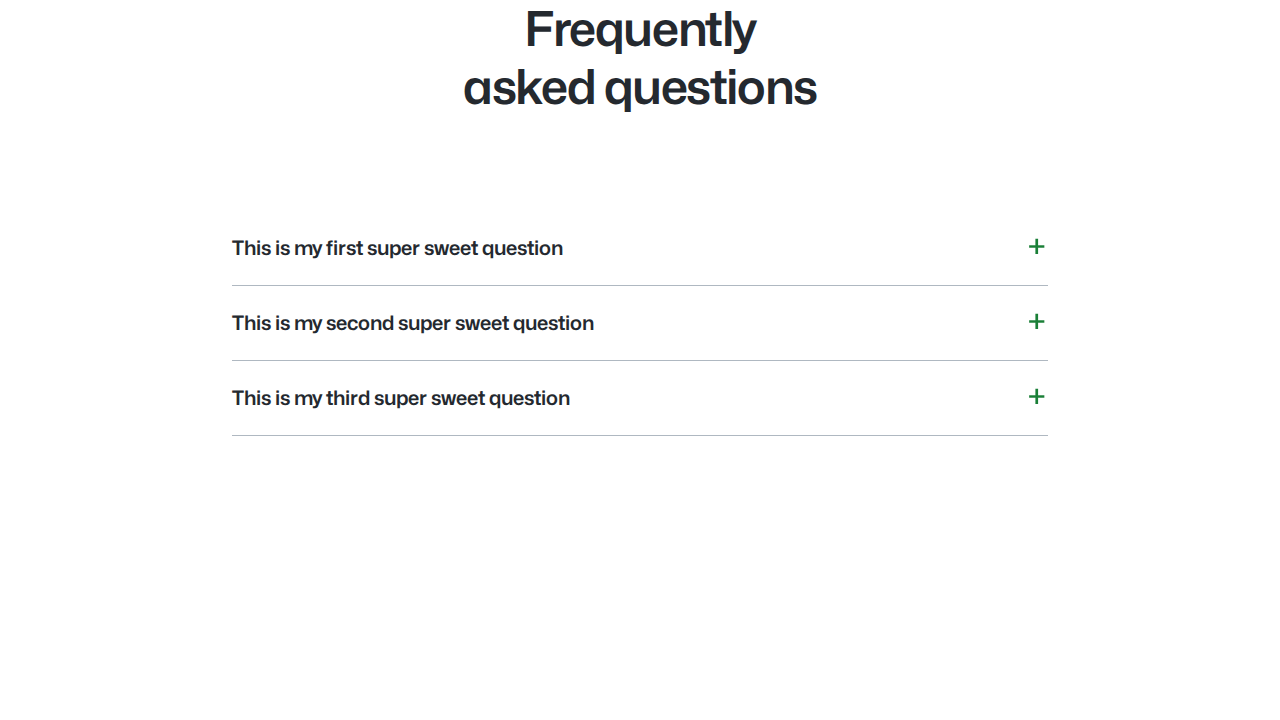 Frequently
asked questions
This is my first super sweet question
This is my second super sweet question
This is my third super sweet question